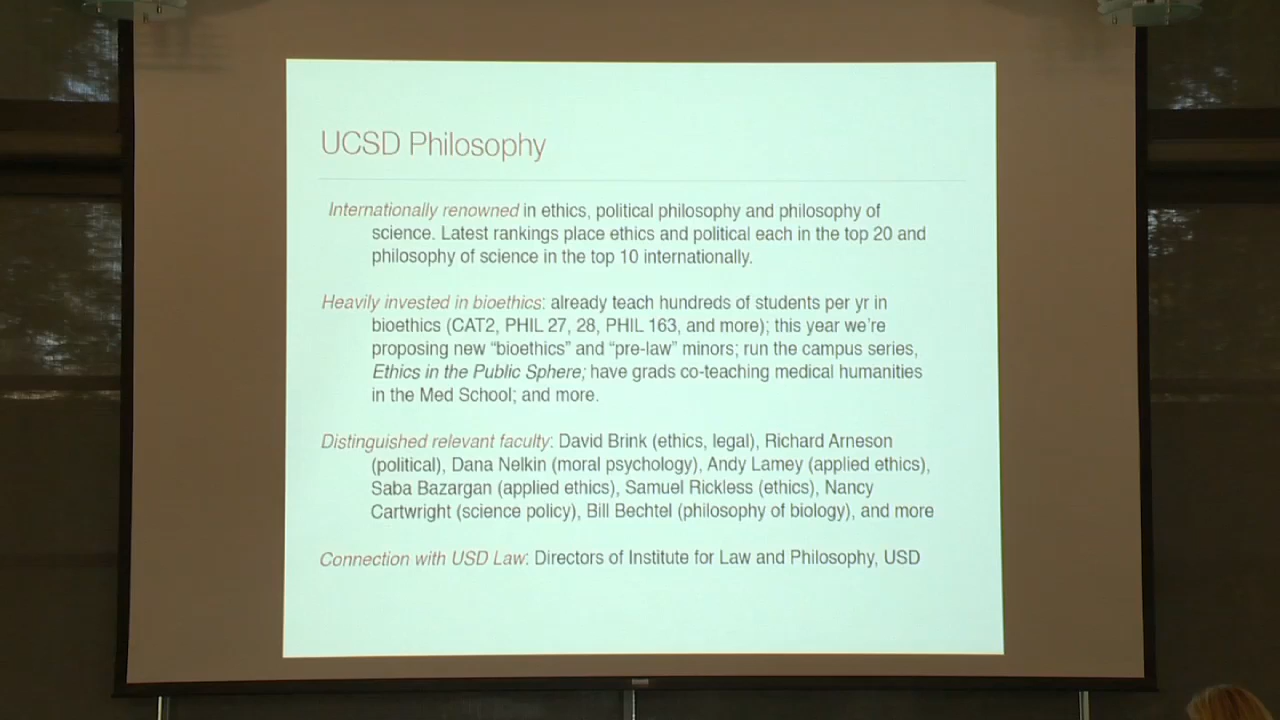 UCSD Philosophy
Internationally renowned in ethics, political philosophy and philosophy of
science. Latest rankings place ethics and political each in the top 20 and
philosophy of science in the top 10 internationally.
Heavily invested in bioethics: already teach hundreds of students per yr in
bioethics (CAT2, PHIL 27, 28, PHIL 163, and more); this year we're
proposing new “bioethics” and “pre-law” minors; run the campus series,
Ethics in the Public Sphere; have grads co-teaching medical humanities
in the Med School; and more.
Distinguished relevant faculty: David Brink (ethics, legal), Richard Arneson
(political), Dana Nelkin (moral psychology), Andy Lamey (applied ethics),
Saba Bazargan (applied ethics), Samuel Rickless (ethics), Nancy
Cartwright (science policy), Bill Bechtel (philosophy of biology), and more
Connection with USD Law: Directors of Institute for Law and Philosophy, USD